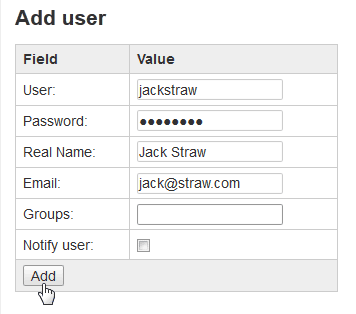 Add user
Field Value
User: jackstraw
Password: ●●●●●●●●
Real Name: Jack Straw
Email: jack@straw.com
Groups:
Notify user:
Add